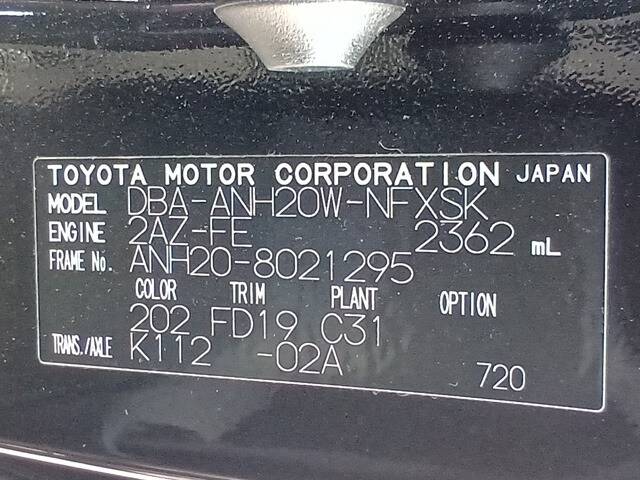 TOYOTA MOTOR CORPORATION JAPAN
MODEL DBA-ANH20W-NFXSK
ENGINE 2AZ-FE 2362 mL
FRAME No. ANH20-8021295
COLOR TRIM PLANT OPTION
202 FD19 C31
TRANS./AXLE K112 -02A
720